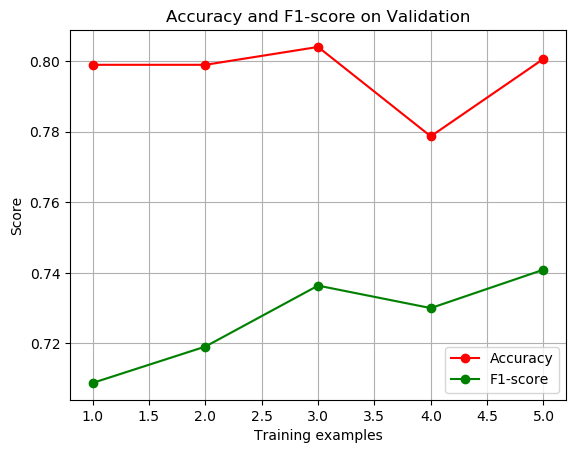 Accuracy and F1-score on Validation
Score
0.80
0.78
0.76
0.74
0.72
Accuracy
F1-score
1.0 1.5 2.0 2.5 3.0 3.5 4.0 4.5 5.0
Training examples